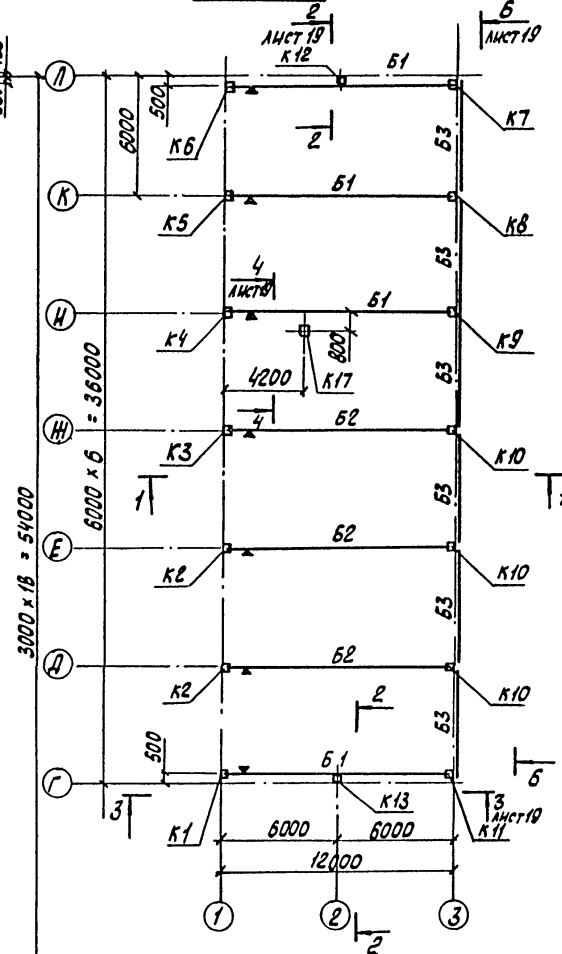 2
ЛИСТ 19
Б
ЛИСТ 19
К12
Б1
Л
500
6000
К6
2
К7
Б3
К
Б1
К5
К8
Б3
4
ЛИСТ 19
И
Б1
К4
800
К9
К17
4200
Б3
Ж
4
Б2
К3
К10
6000 х 6 = 36000
1
Б3
Е
Б2
К2
К10
3000 х 18 = 54000
Б3
Д
Б2
К2
К10
2
Б3
500
Б1
Б
Г
3
К1
К13
3
ЛИСТ 19
К11
6000
6000
12000
1
2
3
2